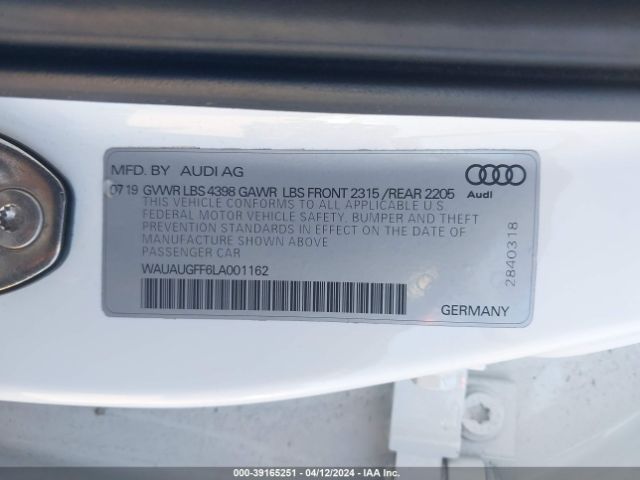 MFD. BY AUDI AG
07 19 GVWR LBS 4398 GAWR LBS FRONT 2315 /REAR 2205
THIS VEHICLE CONFORMS TO ALL APPLICABLE U S
FEDERAL MOTOR VEHICLE SAFETY, BUMPER AND THEFT
PREVENTION STANDARDS IN EFFECT ON THE DATE OF
MANUFACTURE SHOWN ABOVE
PASSENGER CAR
WAUAUGFF6LA001162
Audi
2840318
GERMANY
000-39165251 - 04/12/2024 - IAA Inc.